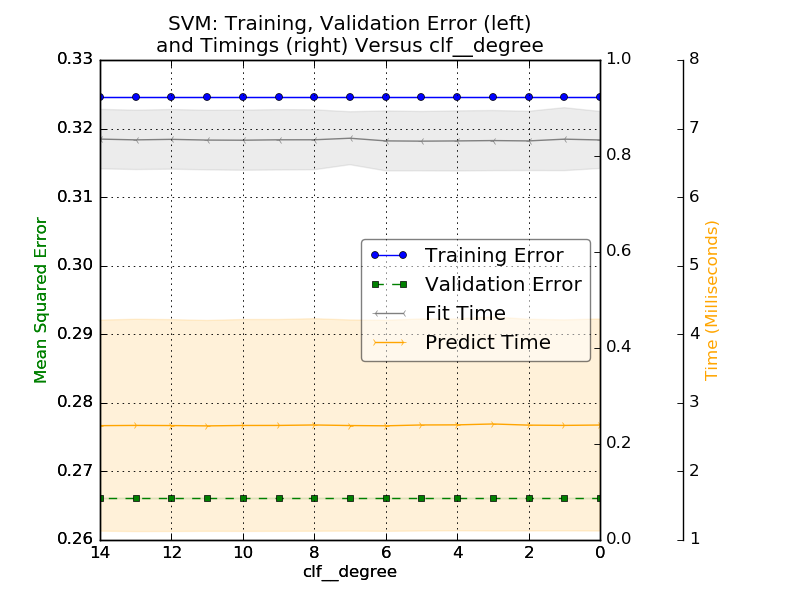 SVM: Training, Validation Error (left)
and Timings (right) Versus clf__degree
Mean Squared Error
0.33
0.32
0.31
0.30
0.29
0.28
0.27
0.26
Training Error
Validation Error
Fit Time
Predict Time
1.0
0.8
0.6
0.4
0.2
0.0
8
7
6
5
4
3
2
1
Time (Milliseconds)
14 12 10 8 6 4 2 0
clf__degree